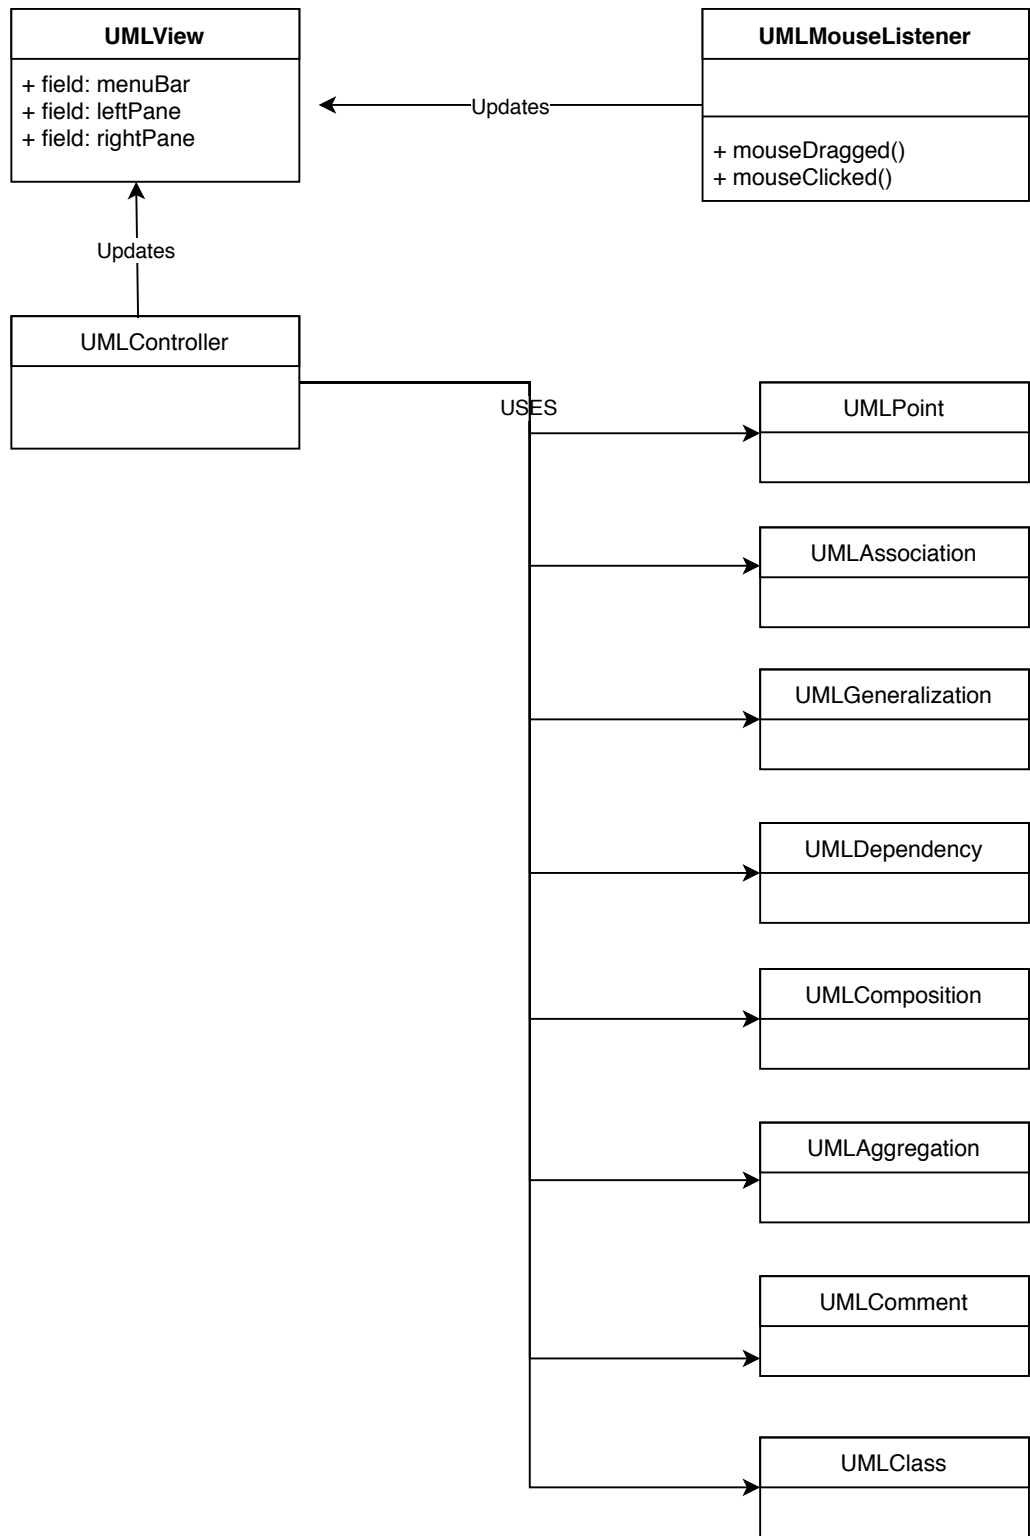 UMLView
+ field: menuBar
+ field: leftPane
+ field: rightPane
UMLMouseListener
+ mouseDragged()
+ mouseClicked()
Updates
Updates
UMLController
USES
UMLPoint
UMLAssociation
UMLGeneralization
UMLDependency
UMLComposition
UMLAggregation
UMLComment
UMLClass